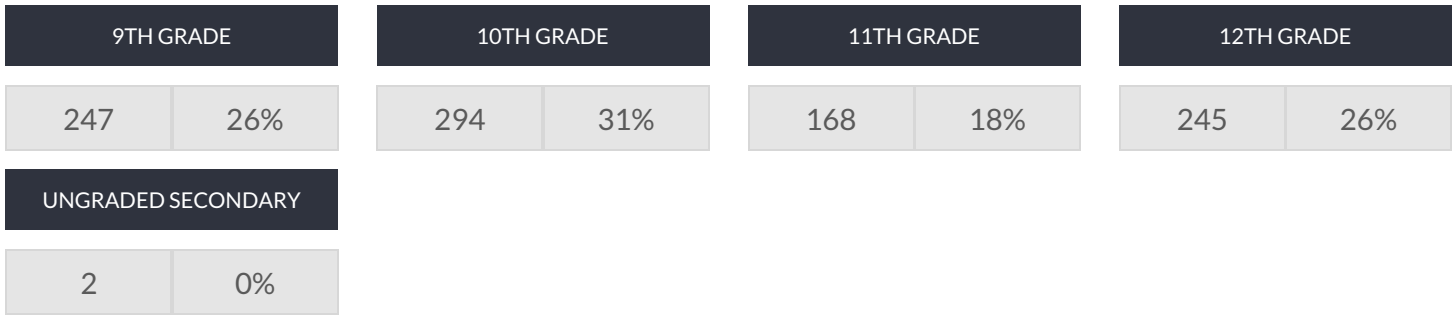 9TH GRADE 10TH GRADE 11TH GRADE 12TH GRADE
247 26% 294 31% 168 18% 245 26%
UNGRADED SECONDARY
2 0%